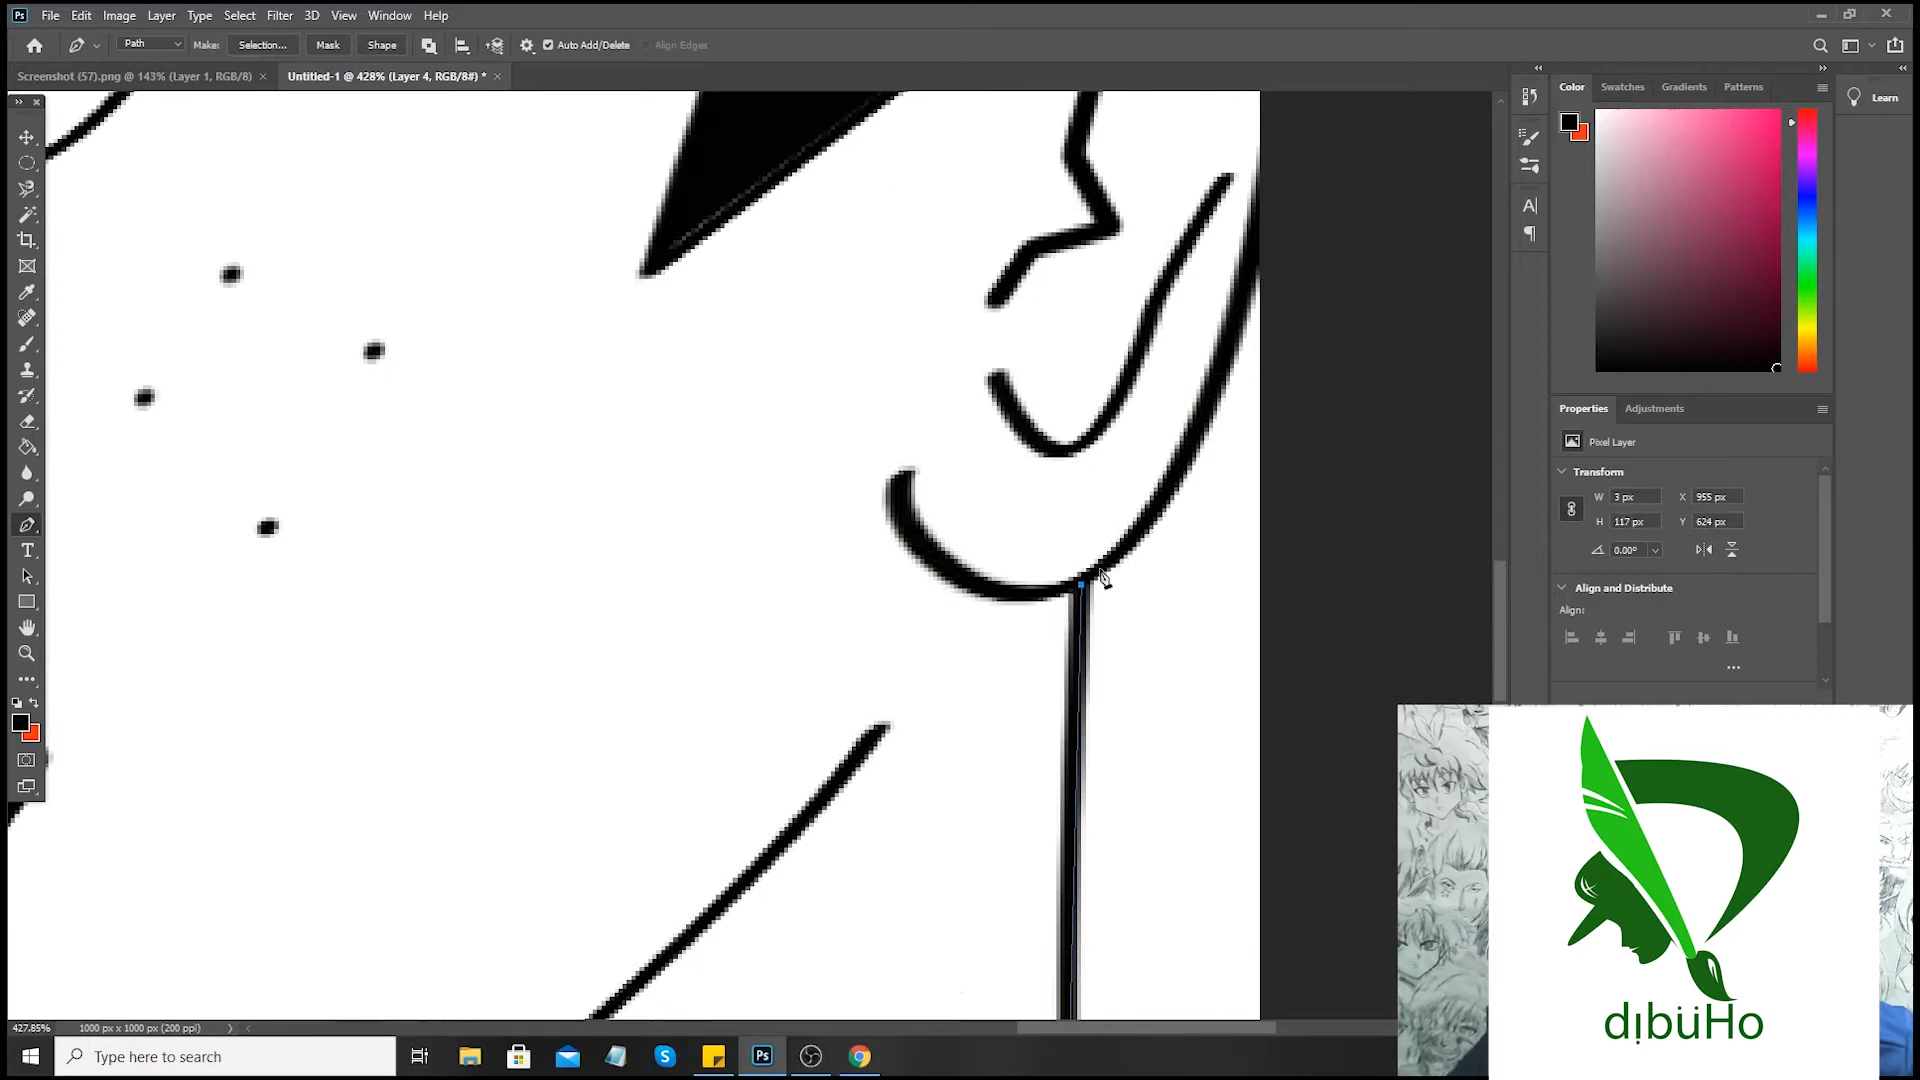 Ps File Edit Image Layer Type Select Filter 3D View Window Help
Path Make: Selection... Mask Shape Auto Add/Delete Align Edges
Screenshot (57).png @ 143% (Layer 1, RGB/8) × Untitled-1 @ 428% (Layer 4, RGB/8#) * ×
Color Swatches Gradients Patterns
Learn
Properties Adjustments
Pixel Layer
Transform
W 3 px X 955 px
H 117 px Y 624 px
0.00°
Align and Distribute
Align:
dibüHo
427.85% 1000 px x 1000 px (200 ppi)
Type here to search